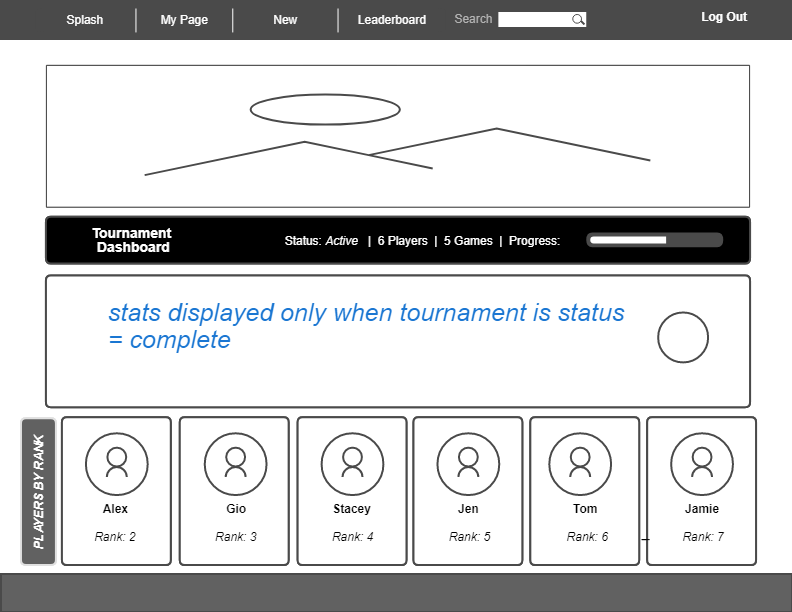 Splash My Page New Leaderboard Search Log Out
Tournament
Dashboard
Status: Active | 6 Players | 5 Games | Progress:
stats displayed only when tournament is status
= complete
PLAYERS BY RANK
Alex Gio Stacey Jen Tom Jamie
Rank: 2 Rank: 3 Rank: 4 Rank: 5 Rank: 6 Rank: 7